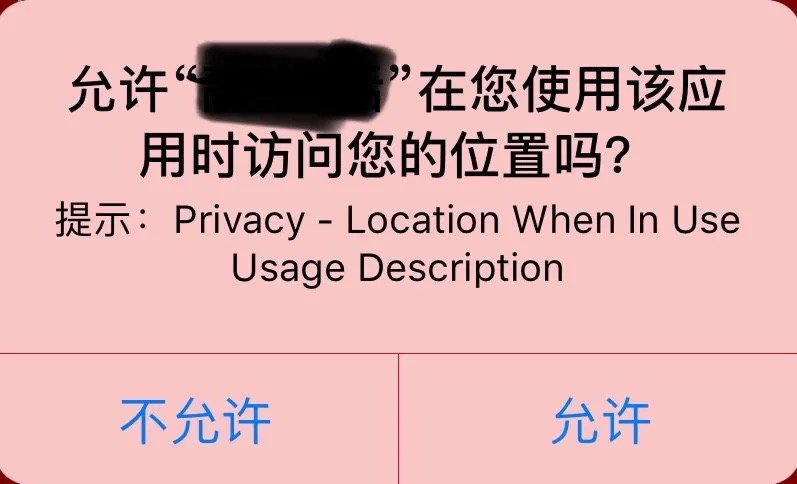 允许“ ”在您使用该应
用时访问您的位置吗？
提示：Privacy - Location When In Use
Usage Description
不允许
允许